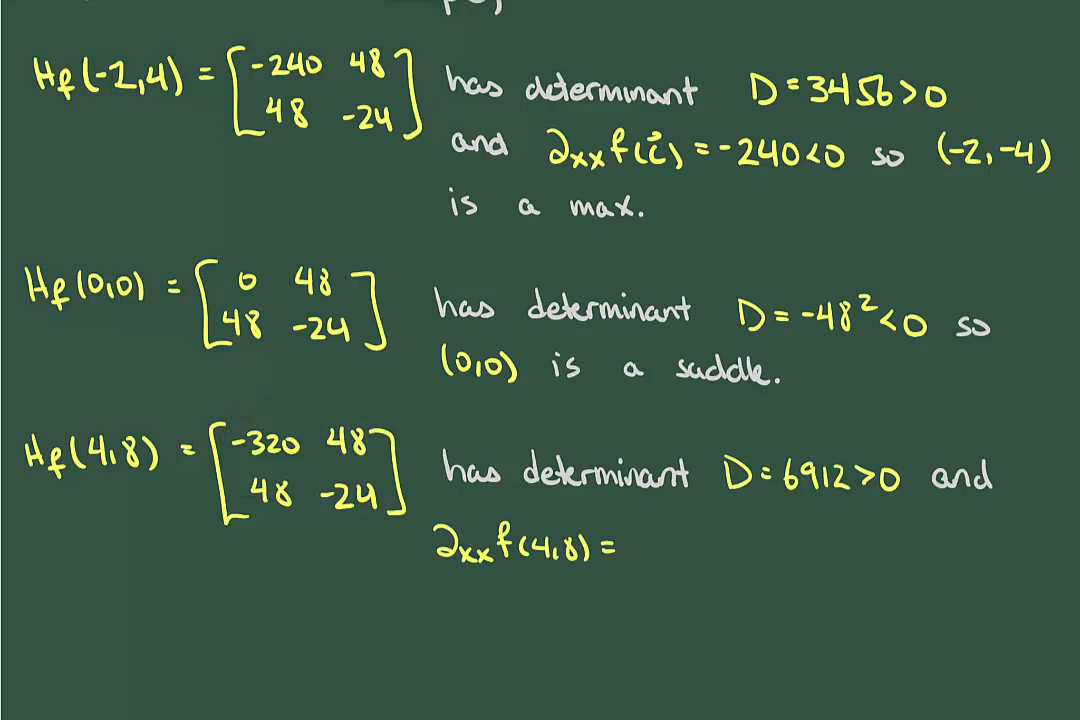 Hf(-2,4) = [-240 48 has determinant D=3456>0
48 -24] and ∂xxf(i) = -240<0 so (-2,-4)
is a max.
Hf(0,0) = [0 48 has determinant D=-48²<0 so
48 -24] (0,0) is a saddle.
Hf(4,8) = [-320 48 has determinant D=6912>0 and
48 -24]
∂xxf(4,8) =